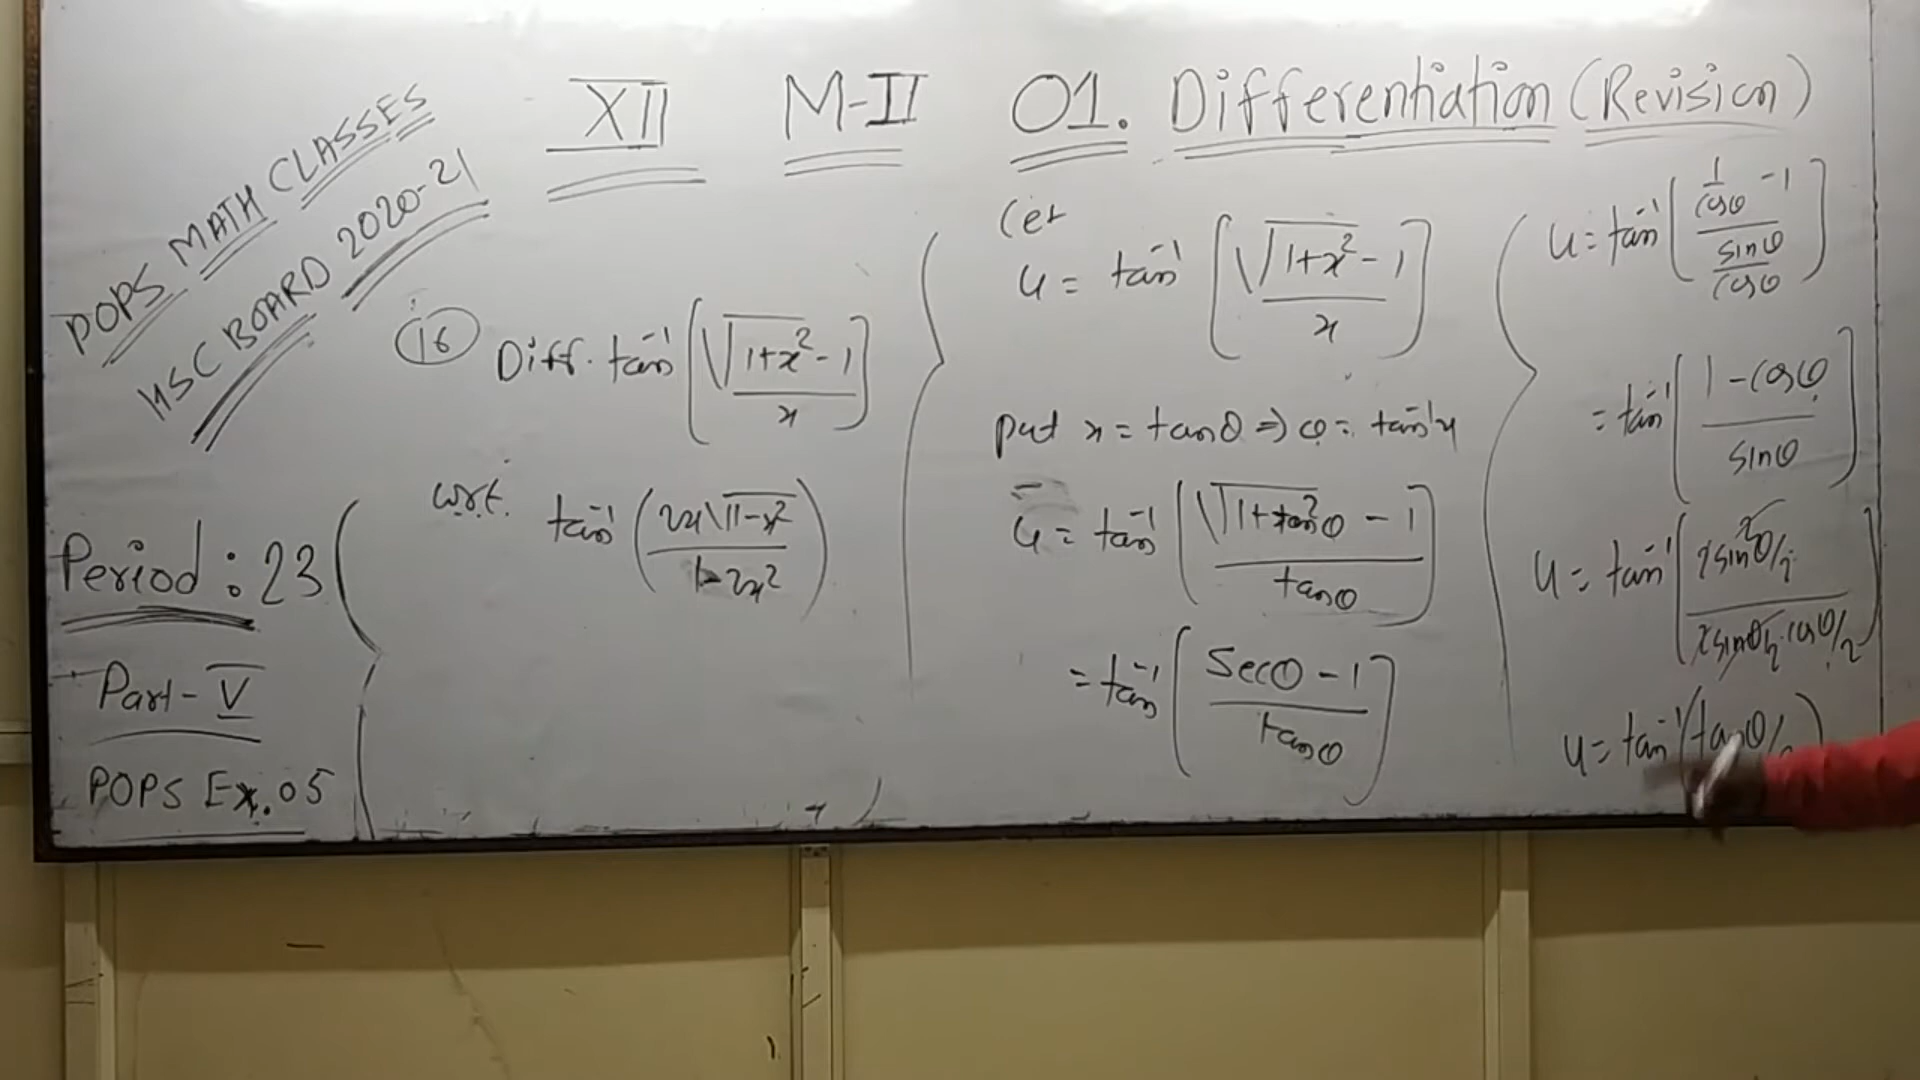 POPS MATH CLASSES
HSC BOARD 2020-21
XII M-II 01. Differentiation (Revision)
Period : 23
Part - V
POPS Ex. 05
(16) Diff. tan⁻¹ [ (√(1+x²) - 1) / x ]
w.r.t. tan⁻¹ ( 2x√(1-x²) / (1-2x²) )
Let
u = tan⁻¹ [ (√(1+x²) - 1) / x ]
put x = tanθ ⇒ θ = tan⁻¹x
u = tan⁻¹ [ (√(1+tan²θ) - 1) / tanθ ]
= tan⁻¹ [ (secθ - 1) / tanθ ]
u = tan⁻¹ [ (1/cosθ - 1) / (sinθ/cosθ) ]
= tan⁻¹ [ (1 - cosθ) / sinθ ]
u = tan⁻¹ [ 2sin²θ/2 / 2sinθ/2·cosθ/2 ]
u = tan⁻¹ (tanθ/